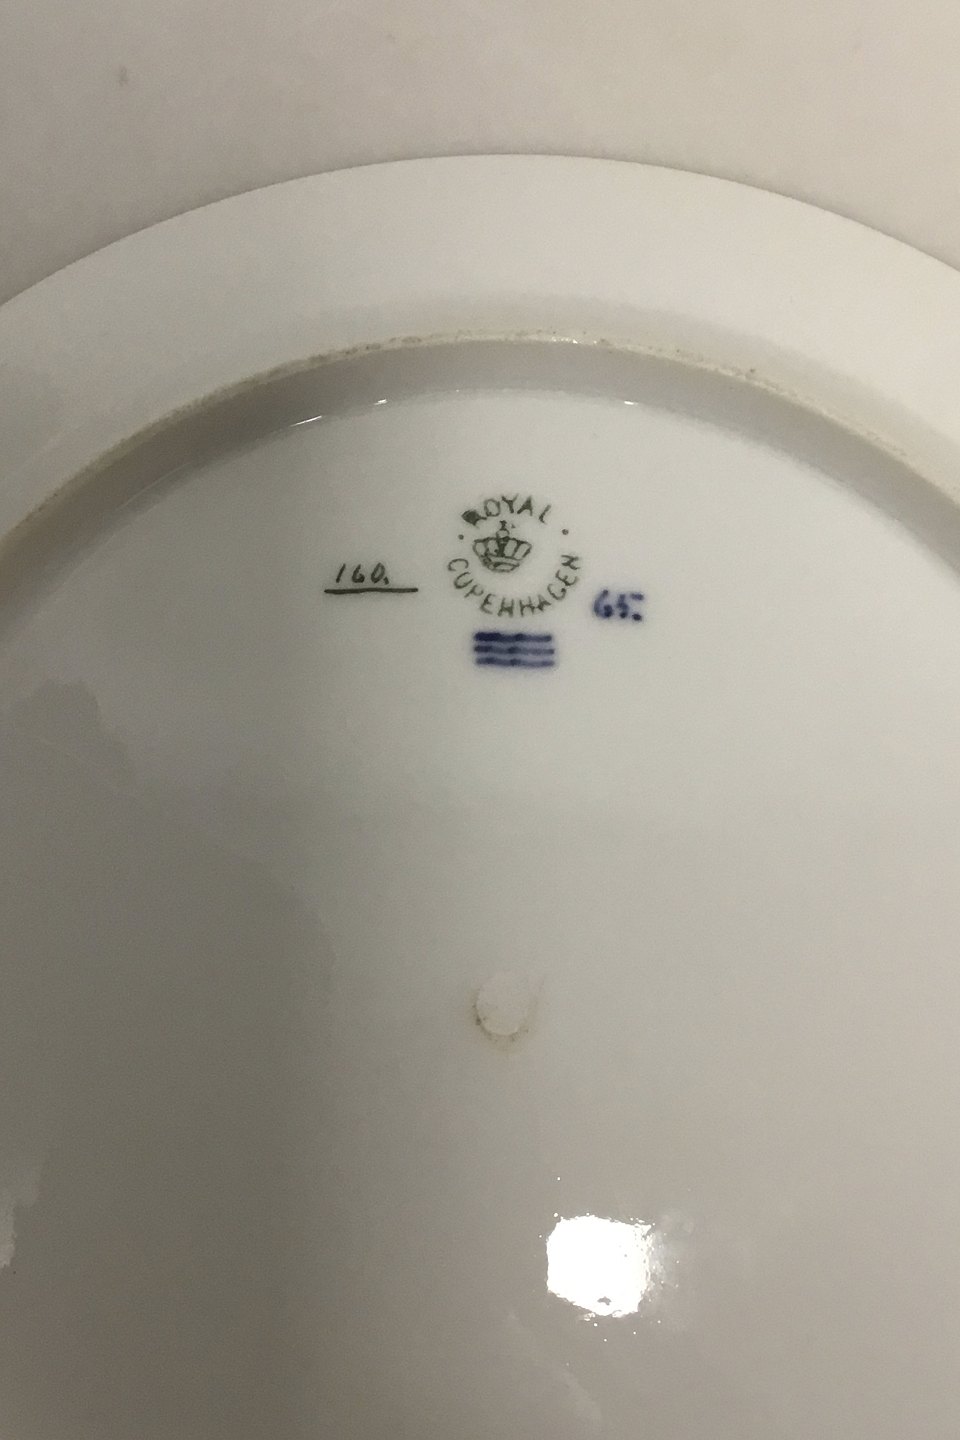 ROYAL
COPENHAGEN
160.
65.